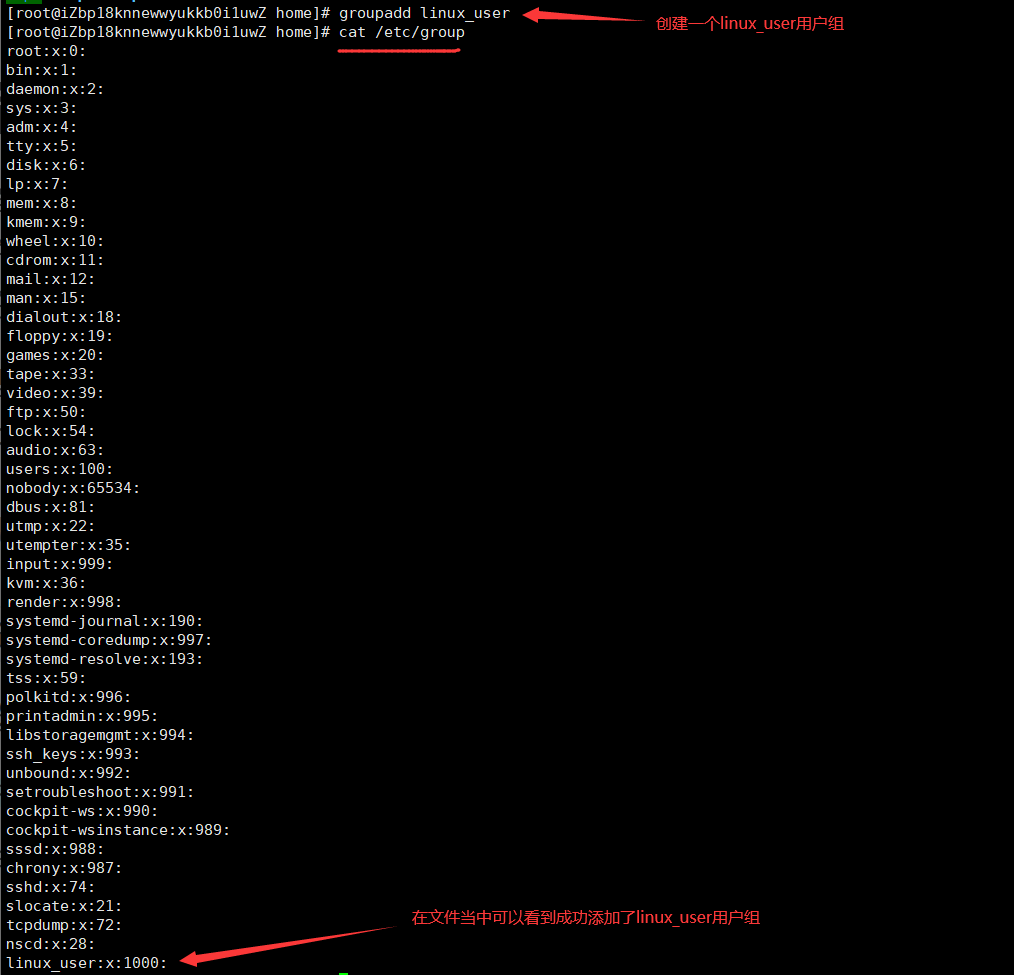 [root@iZbp18knnewwyukkb0i1uwZ home]# groupadd linux_user
创建一个linux_user用户组
[root@iZbp18knnewwyukkb0i1uwZ home]# cat /etc/group
root:x:0:
bin:x:1:
daemon:x:2:
sys:x:3:
adm:x:4:
tty:x:5:
disk:x:6:
lp:x:7:
mem:x:8:
kmem:x:9:
wheel:x:10:
cdrom:x:11:
mail:x:12:
man:x:15:
dialout:x:18:
floppy:x:19:
games:x:20:
tape:x:33:
video:x:39:
ftp:x:50:
lock:x:54:
audio:x:63:
users:x:100:
nobody:x:65534:
dbus:x:81:
utmp:x:22:
utempter:x:35:
input:x:999:
kvm:x:36:
render:x:998:
systemd-journal:x:190:
systemd-coredump:x:997:
systemd-resolve:x:193:
tss:x:59:
polkitd:x:996:
printadmin:x:995:
libstoragemgmt:x:994:
ssh_keys:x:993:
unbound:x:992:
setroubleshoot:x:991:
cockpit-ws:x:990:
cockpit-wsinstance:x:989:
sssd:x:988:
chrony:x:987:
sshd:x:74:
slocate:x:21:
在文件当中可以看到成功添加了linux_user用户组
tcpdump:x:72:
nscd:x:28:
linux_user:x:1000: